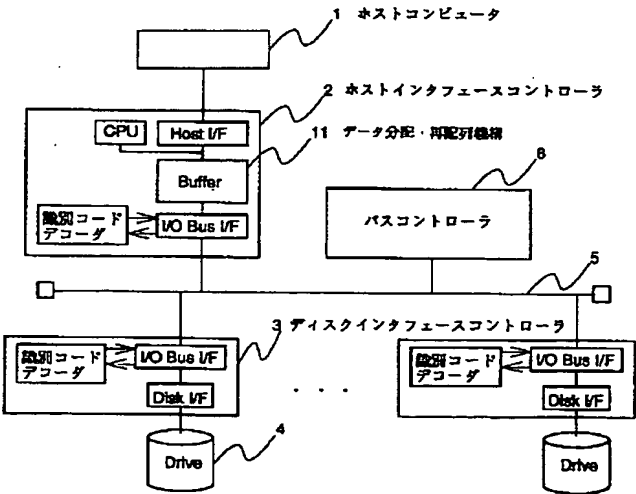 1 ホストコンピュータ
2 ホストインタフェースコントローラ
CPU
Host I/F
11 データ分配・再配列機構
Buffer
識別コード
デコーダ
I/O Bus I/F
6
バスコントローラ
5
3 ディスクインタフェースコントローラ
識別コード
デコーダ
I/O Bus I/F
Disk I/F
. . .
識別コード
デコーダ
I/O Bus I/F
Disk I/F
4
Drive
Drive